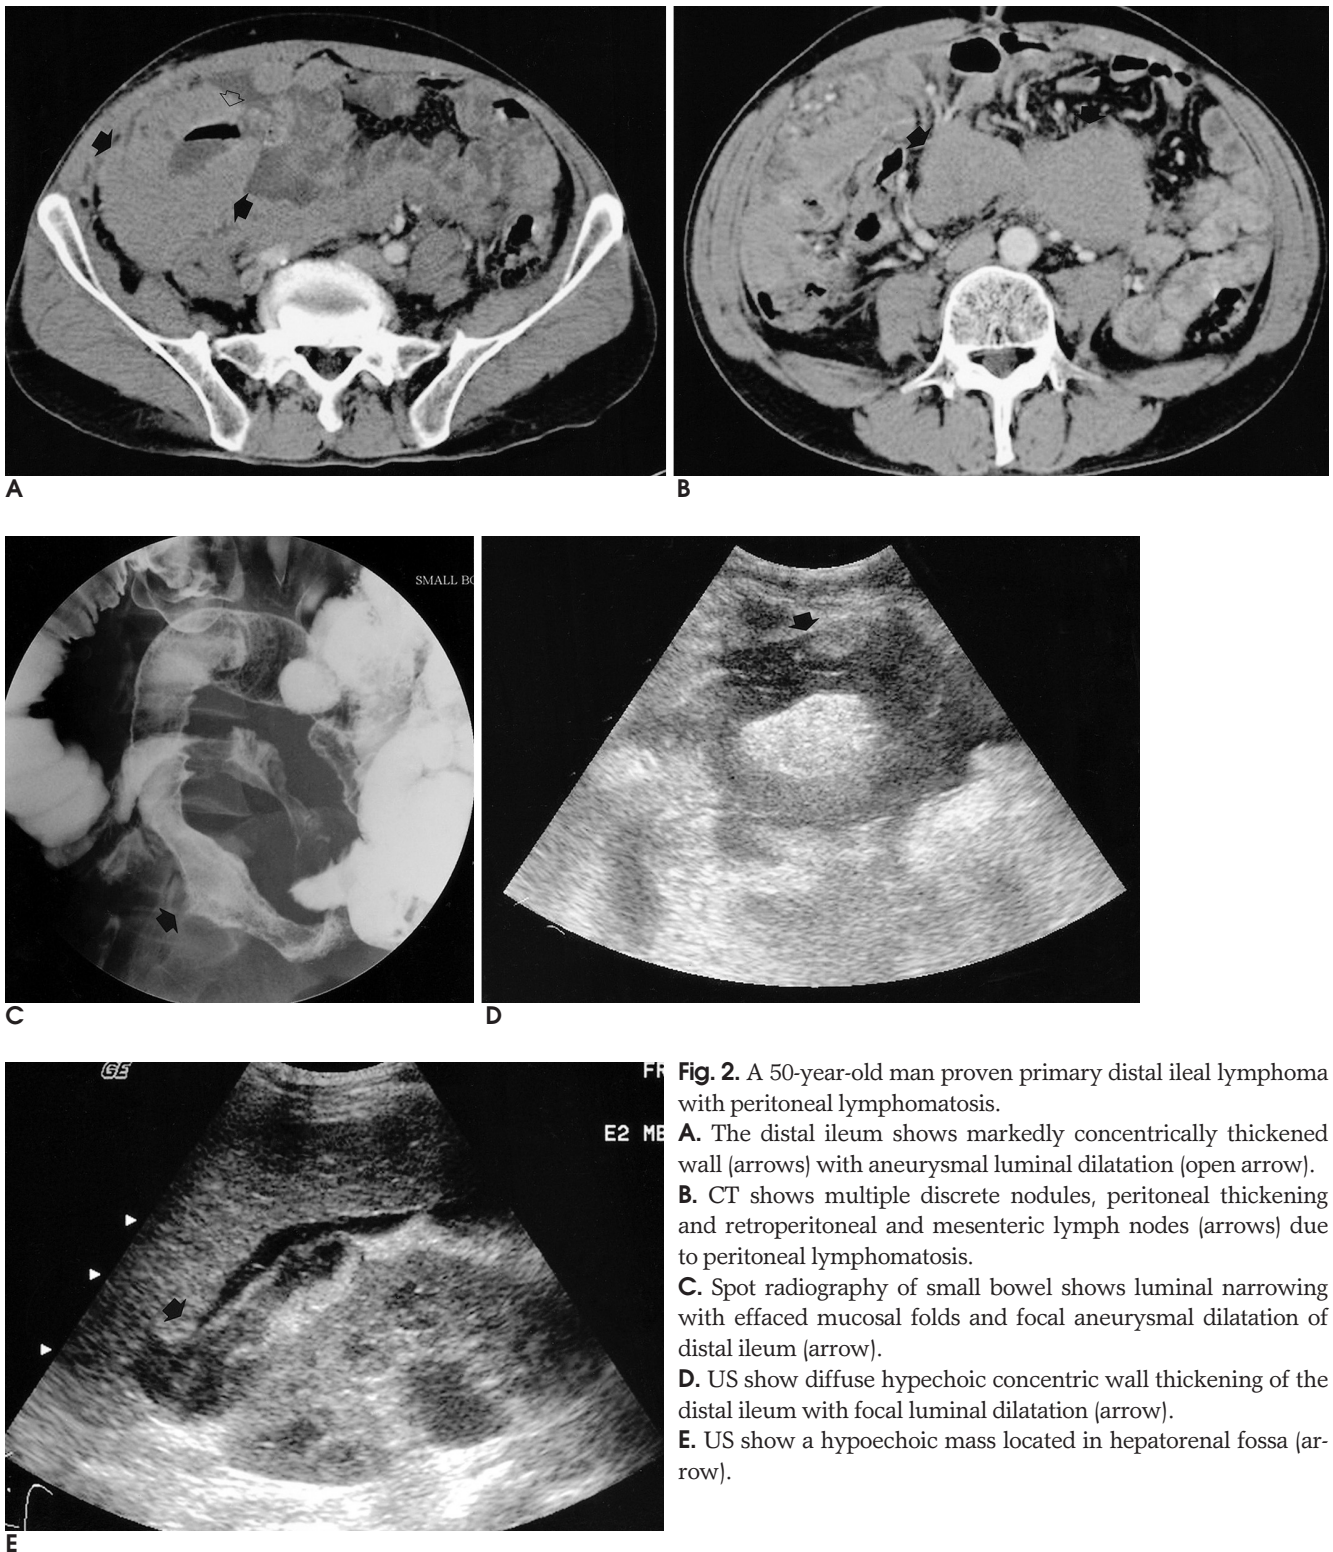 A
B
SMALL BO
C
D
GE
FR
E2 ME
E
Fig. 2. A 50-year-old man proven primary distal ileal lymphoma
with peritoneal lymphomatosis.
A. The distal ileum shows markedly concentrically thickened
wall (arrows) with aneurysmal luminal dilatation (open arrow).
B. CT shows multiple discrete nodules, peritoneal thickening
and retroperitoneal and mesenteric lymph nodes (arrows) due
to peritoneal lymphomatosis.
C. Spot radiography of small bowel shows luminal narrowing
with effaced mucosal folds and focal aneurysmal dilatation of
distal ileum (arrow).
D. US show diffuse hypechoic concentric wall thickening of the
distal ileum with focal luminal dilatation (arrow).
E. US show a hypoechoic mass located in hepatorenal fossa (ar-
row).